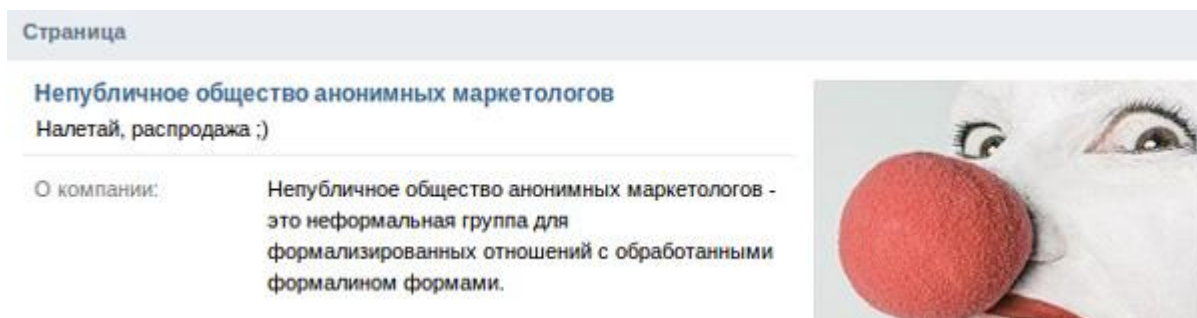 Страница
Непубличное общество анонимных маркетологов
Налетай, распродажа ;)
О компании:
Непубличное общество анонимных маркетологов -
это неформальная группа для
формализированных отношений с обработанными
формалином формами.